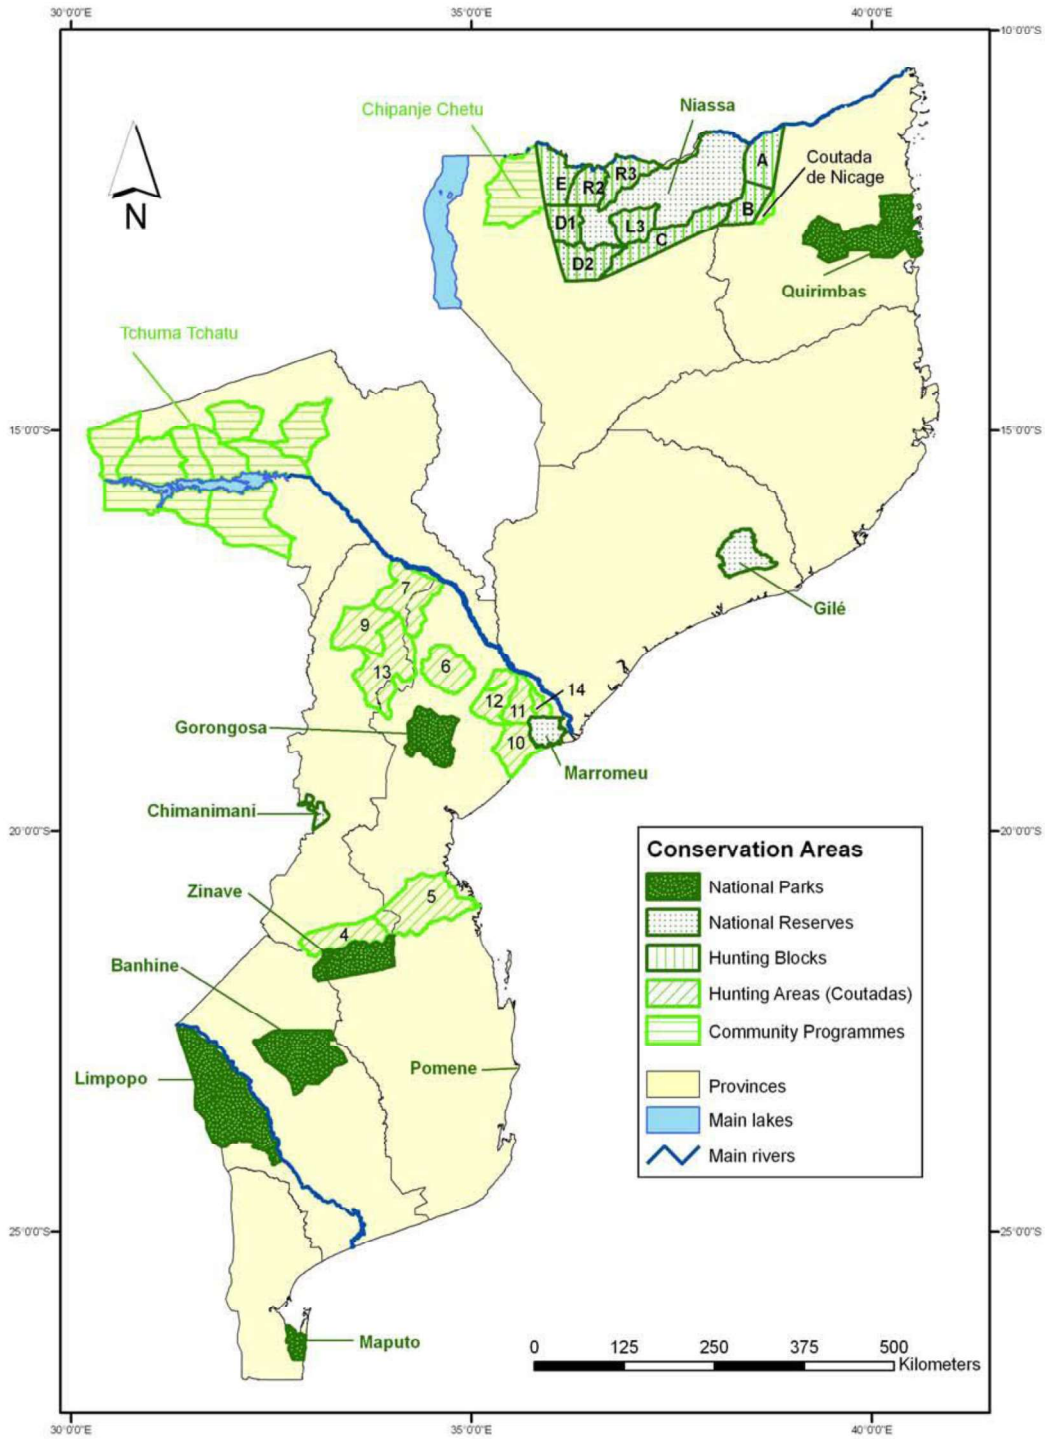 30°0'0"E
35°0'0"E
40°0'0"E
10°0'0"S
Chipanje Chetu
Niassa
Coutada
de Nicage
A
E
R2
R3
B
D1
L3
C
D2
Quirimbas
N
Tchuma Tchatu
15°0'0"S
15°0'0"S
7
9
6
13
Gilé
12
11
14
10
Gorongosa
Marromeu
Chimanimani
20°0'0"S
20°0'0"S
Zinave
5
4
Banhine
Limpopo
Pomene
Conservation Areas
National Parks
National Reserves
Hunting Blocks
Hunting Areas (Coutadas)
Community Programmes
Provinces
Main lakes
Main rivers
25°0'0"S
25°0'0"S
Maputo
0 125 250 375 500
Kilometers
30°0'0"E
35°0'0"E
40°0'0"E